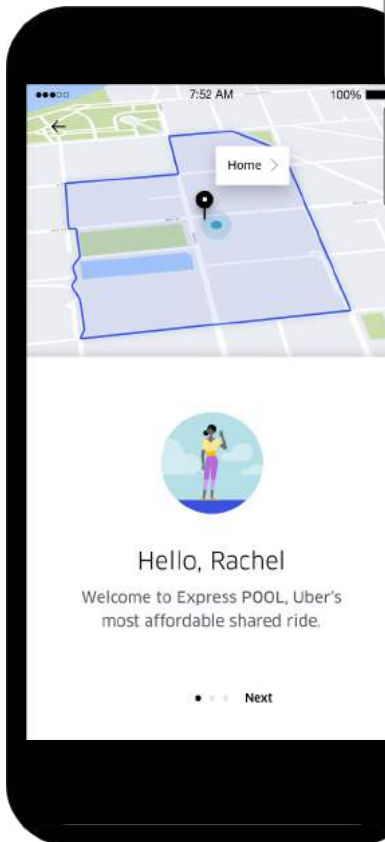 7:52 AM
100%
Home
Hello, Rachel
Welcome to Express POOL, Uber's
most affordable shared ride.
Next